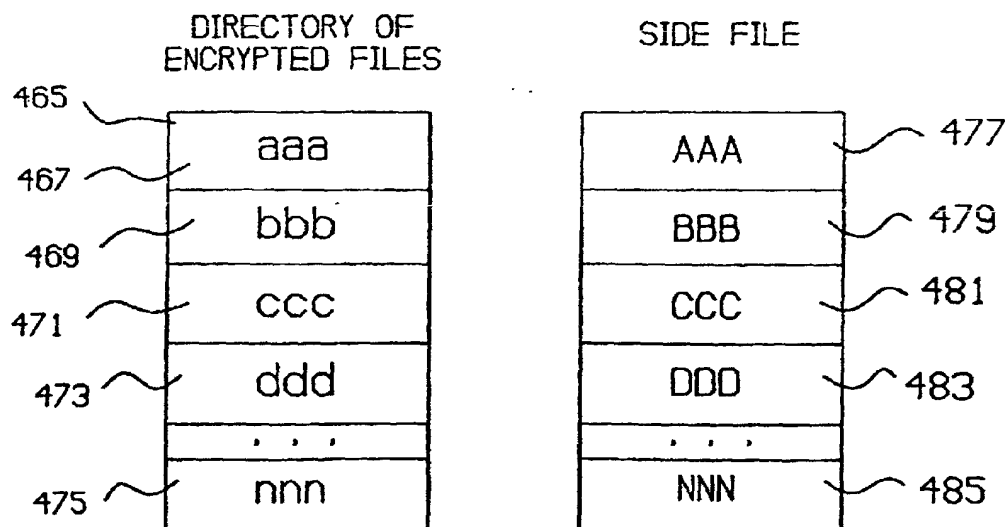 DIRECTORY OF
ENCRYPTED FILES
SIDE FILE
465
467
aaa
AAA
477
469
bbb
BBB
479
471
ccc
CCC
481
473
ddd
DDD
483
. . .
. . .
475
nnn
NNN
485